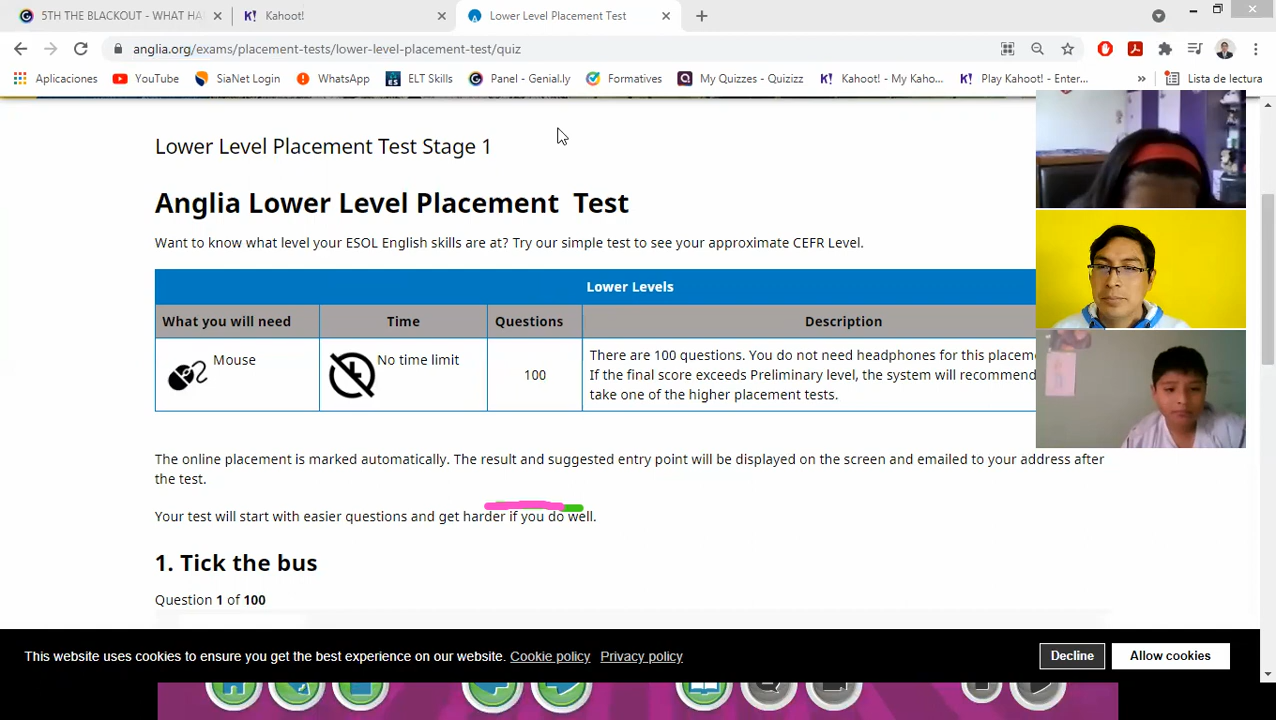 5TH THE BLACKOUT - WHAT HA
Kahoot!
Lower Level Placement Test
anglia.org/exams/placement-tests/lower-level-placement-test/quiz
Aplicaciones
YouTube
SiaNet Login
WhatsApp
ELT Skills
Panel - Genial.ly
Formatives
My Quizzes - Quizizz
Kahoot! - My Kaho...
Play Kahoot! - Enter...
»
Lista de lectura
Lower Level Placement Test Stage 1
Anglia Lower Level Placement Test
Want to know what level your ESOL English skills are at? Try our simple test to see your approximate CEFR Level.
Lower Levels
What you will need
Time
Questions
Description
Mouse
No time limit
100
There are 100 questions. You do not need headphones for this placeme
If the final score exceeds Preliminary level, the system will recommend
take one of the higher placement tests.
The online placement is marked automatically. The result and suggested entry point will be displayed on the screen and emailed to your address after
the test.
Your test will start with easier questions and get harder if you do well.
1. Tick the bus
Question 1 of 100
This website uses cookies to ensure you get the best experience on our website. Cookie policy Privacy policy
Decline
Allow cookies